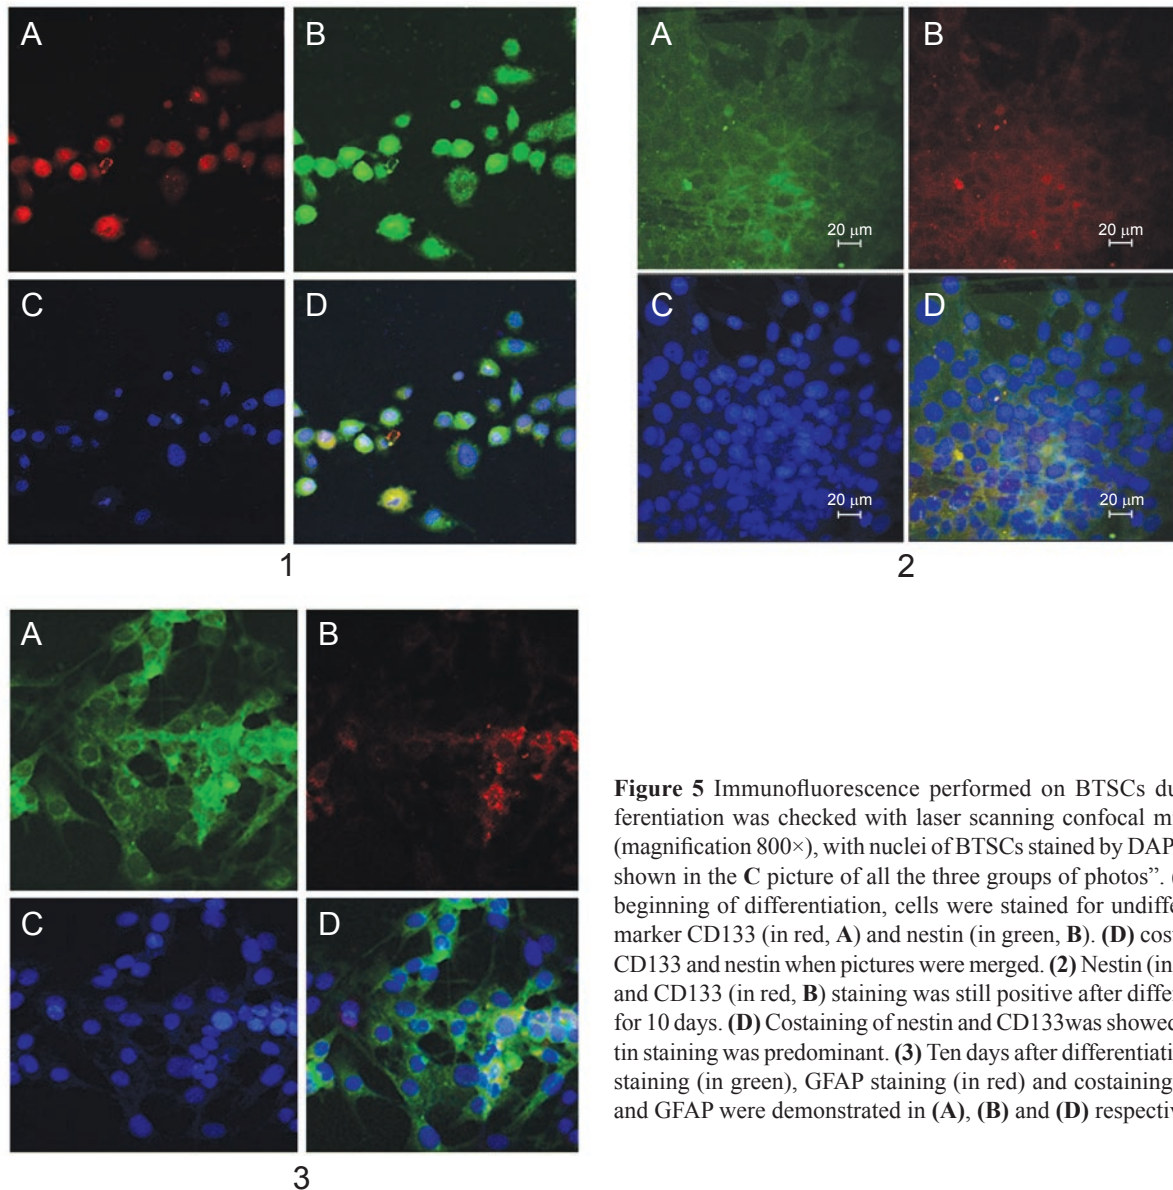 A B
C D
1
A B
20 μm 20 μm
C D
20 μm 20 μm
2
A B
C D
3
Figure 5 Immunofluorescence performed on BTSCs du
ferentiation was checked with laser scanning confocal m
(magnification 800×), with nuclei of BTSCs stained by DAP
shown in the C picture of all the three groups of photos”. (
beginning of differentiation, cells were stained for undiffe
marker CD133 (in red, A) and nestin (in green, B). (D) cost
CD133 and nestin when pictures were merged. (2) Nestin (in
and CD133 (in red, B) staining was still positive after differ
for 10 days. (D) Costaining of nestin and CD133was showed
tin staining was predominant. (3) Ten days after differentiati
staining (in green), GFAP staining (in red) and costaining
and GFAP were demonstrated in (A), (B) and (D) respectiv